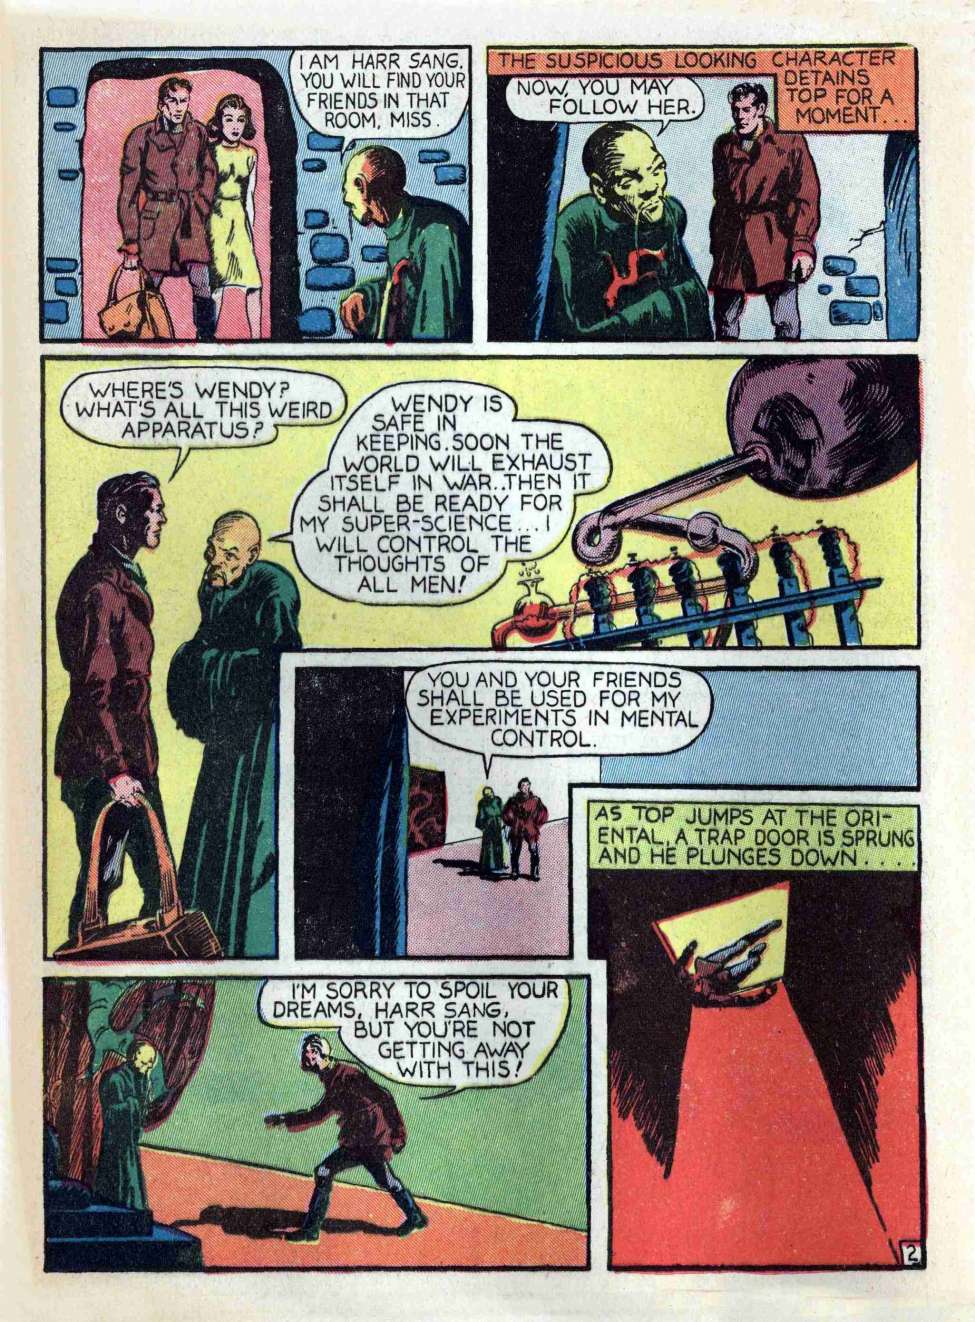 I AM HARR SANG.
YOU WILL FIND YOUR
FRIENDS IN THAT
ROOM, MISS.
THE SUSPICIOUS LOOKING CHARACTER
DETAINS
TOP FOR A
MOMENT...
NOW, YOU MAY
FOLLOW HER.
WHERE'S WENDY?
WHAT'S ALL THIS WEIRD
APPARATUS?
WENDY IS
SAFE IN
KEEPING. SOON THE
WORLD WILL EXHAUST
ITSELF IN WAR..THEN IT
SHALL BE READY FOR
MY SUPER-SCIENCE... I
WILL CONTROL THE
THOUGHTS OF
ALL MEN!
YOU AND YOUR FRIENDS
SHALL BE USED FOR MY
EXPERIMENTS IN MENTAL
CONTROL.
I'M SORRY TO SPOIL YOUR
DREAMS, HARR SANG,
BUT YOU'RE NOT
GETTING AWAY
WITH THIS!
AS TOP JUMPS AT THE ORI-
ENTAL, A TRAP DOOR IS SPRUNG
AND HE PLUNGES DOWN....
2